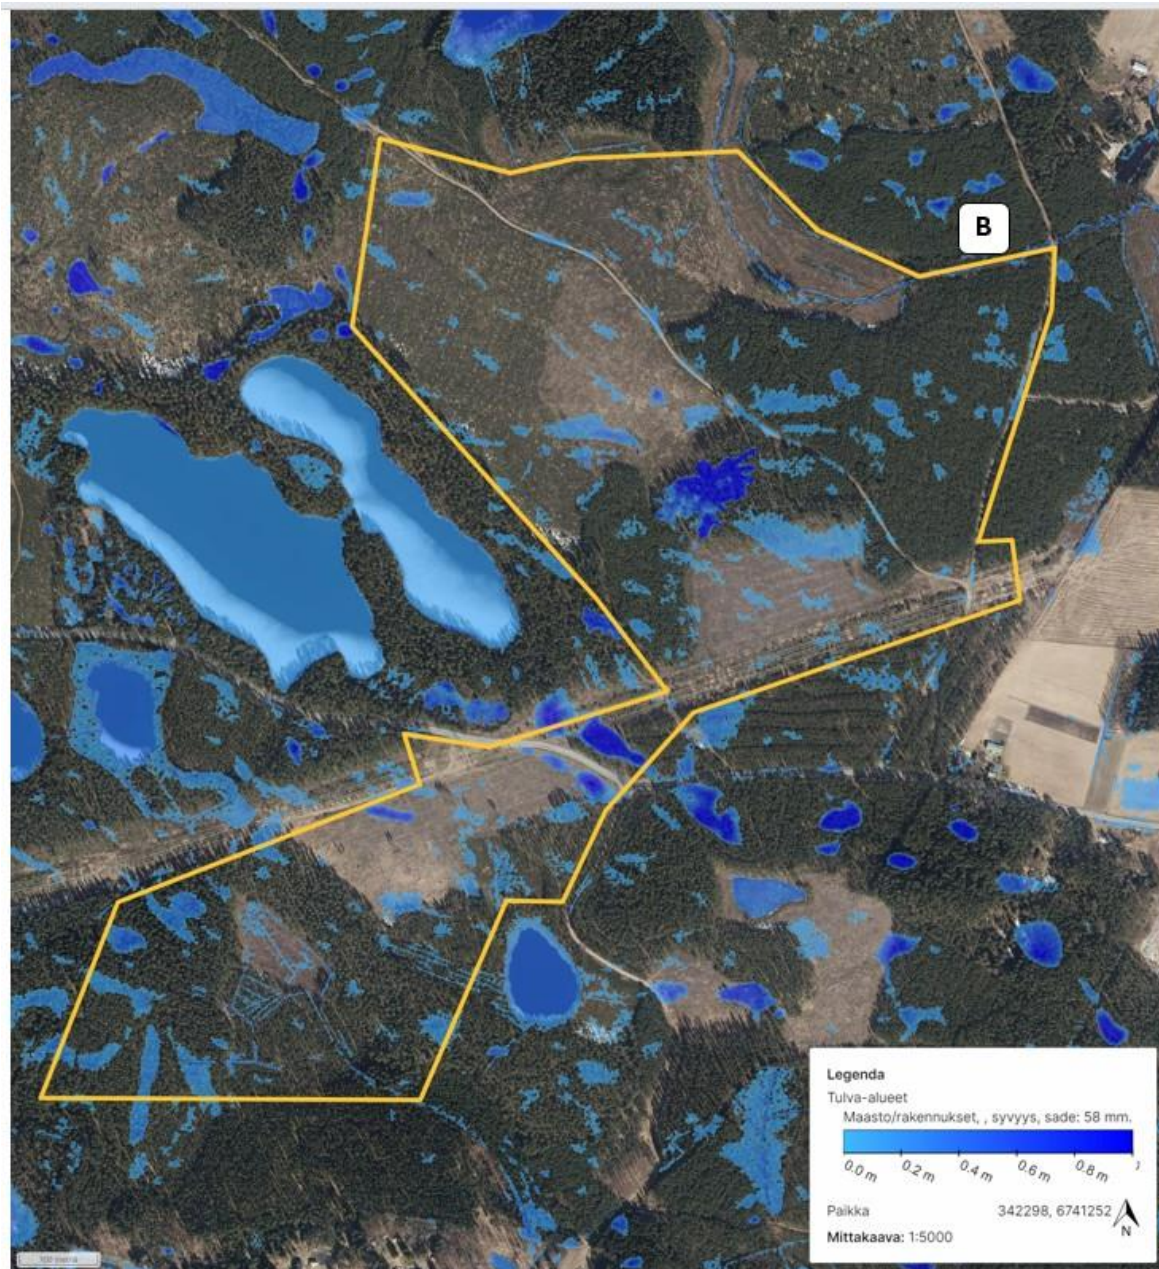 B
Legenda
Tulva-alueet
Maasto/rakennukset, , syvyys, sade: 58 mm.
0.0 m 0.2 m 0.4 m 0.6 m 0.8 m
Paikka 342298, 6741252
N
Mittakaava: 1:5000